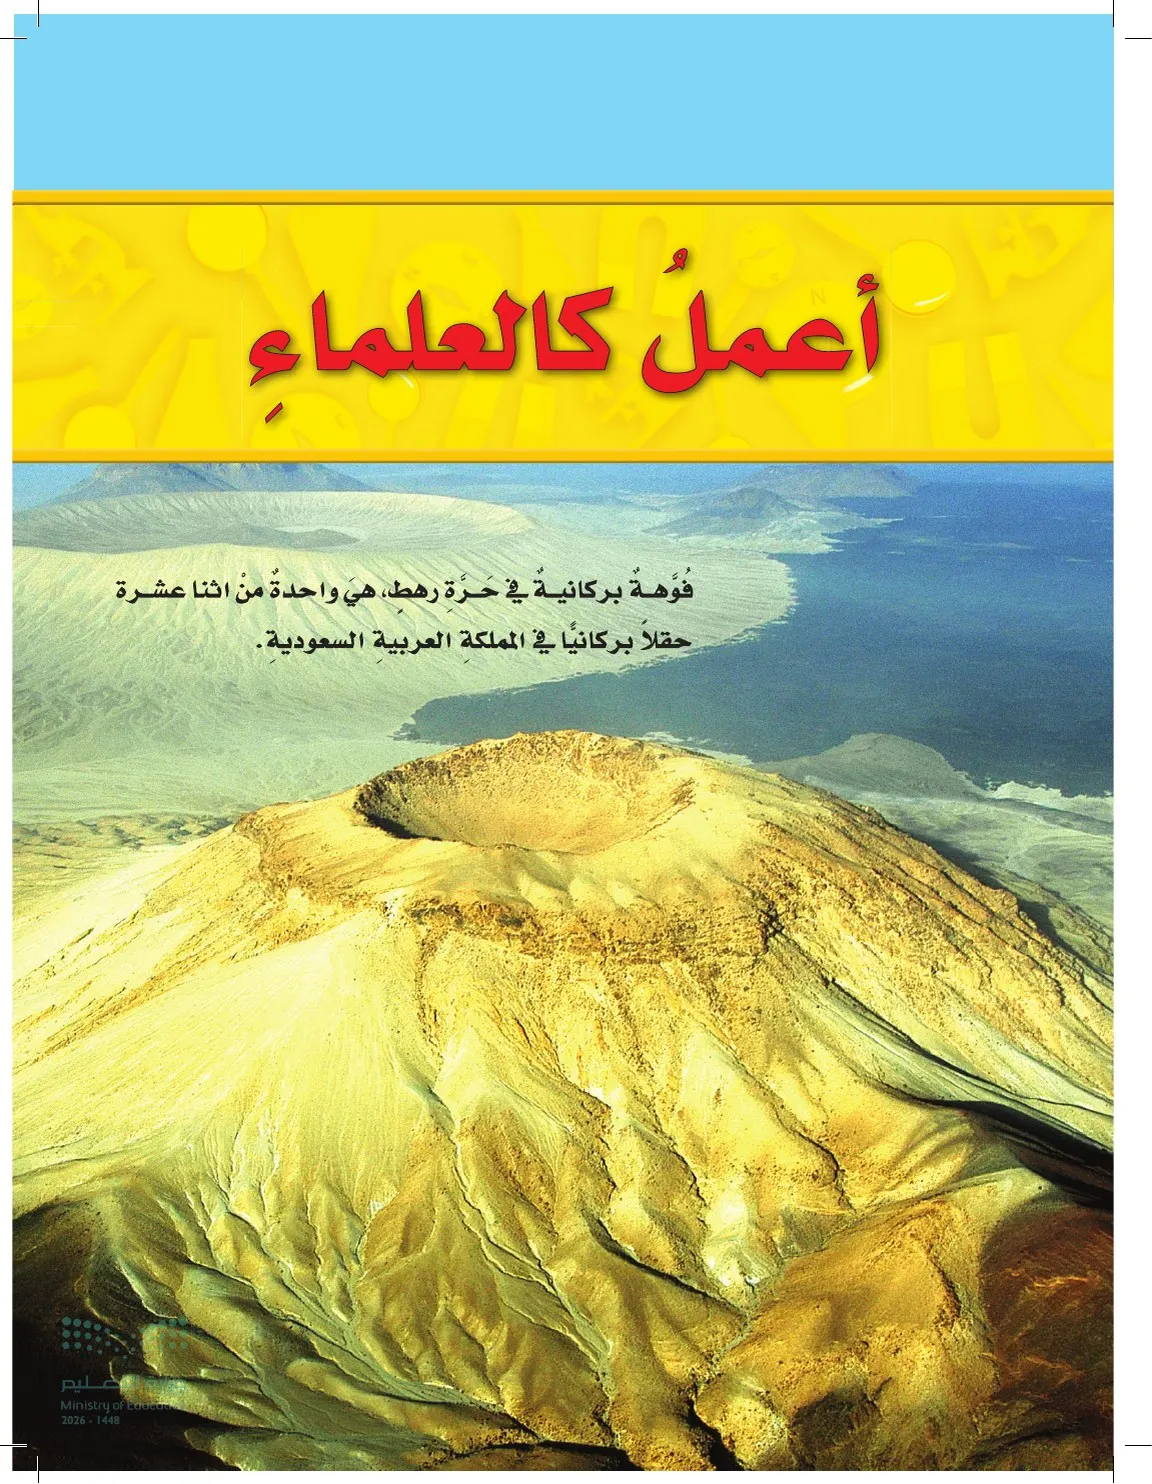 أعملُ كالعلماءِ
فُوَّهةٌ بركانيةٌ في حَرَّةِ رهطٍ، هيَ واحدةٌ منْ اثنا عشرة
حقلاً بركانيًّا في المملكةِ العربيةِ السعوديةِ.
Ministry of Education
2026 - 1448